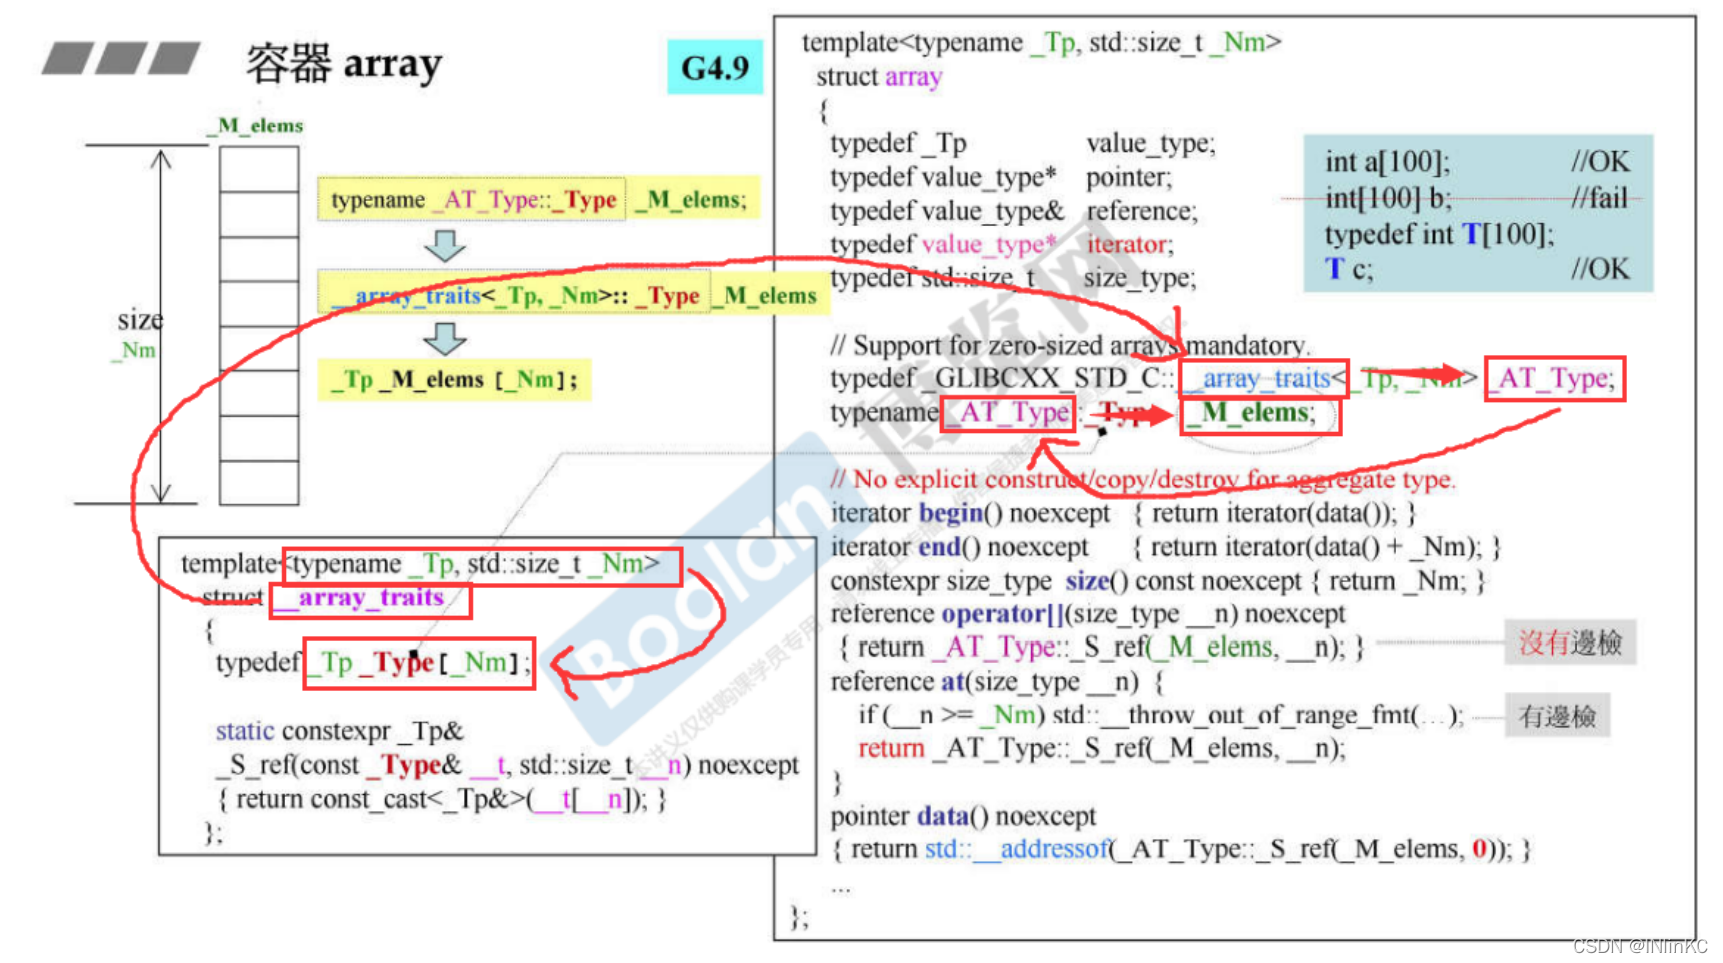 容器 array
G4.9
_M_elems
size
_Nm
typename _AT_Type::_Type _M_elems;
__array_traits<_Tp, _Nm>:: _Type _M_elems
_Tp _M_elems [_Nm];
template<typename _Tp, std::size_t _Nm>
struct __array_traits
{
typedef _Tp _Type[_Nm];
static constexpr _Tp&
_S_ref(const _Type& __t, std::size_t __n) noexcept
{ return const_cast<_Tp&>(__t[__n]); }
};
template<typename _Tp, std::size_t _Nm>
struct array
{
typedef _Tp value_type;
typedef value_type* pointer;
typedef value_type& reference;
typedef value_type* iterator;
typedef std::size_t size_type;
// Support for zero-sized arrays mandatory.
typedef _GLIBCXX_STD_C::__array_traits<_Tp, _Nm> _AT_Type;
typename _AT_Type::_Type _M_elems;
// No explicit construct/copy/destroy for aggregate type.
iterator begin() noexcept { return iterator(data()); }
iterator end() noexcept { return iterator(data() + _Nm); }
constexpr size_type size() const noexcept { return _Nm; }
reference operator[](size_type __n) noexcept
{ return _AT_Type::_S_ref(_M_elems, __n); }
reference at(size_type __n) {
if (__n >= _Nm) std::__throw_out_of_range_fmt(...);
return _AT_Type::_S_ref(_M_elems, __n);
}
pointer data() noexcept
{ return std::__addressof(_AT_Type::_S_ref(_M_elems, 0)); }
...
};
int a[100]; //OK
int[100] b; //fail
typedef int T[100];
T c; //OK
沒有邊檢
有邊檢
Boolan
博览网
CSDN @INlinKC